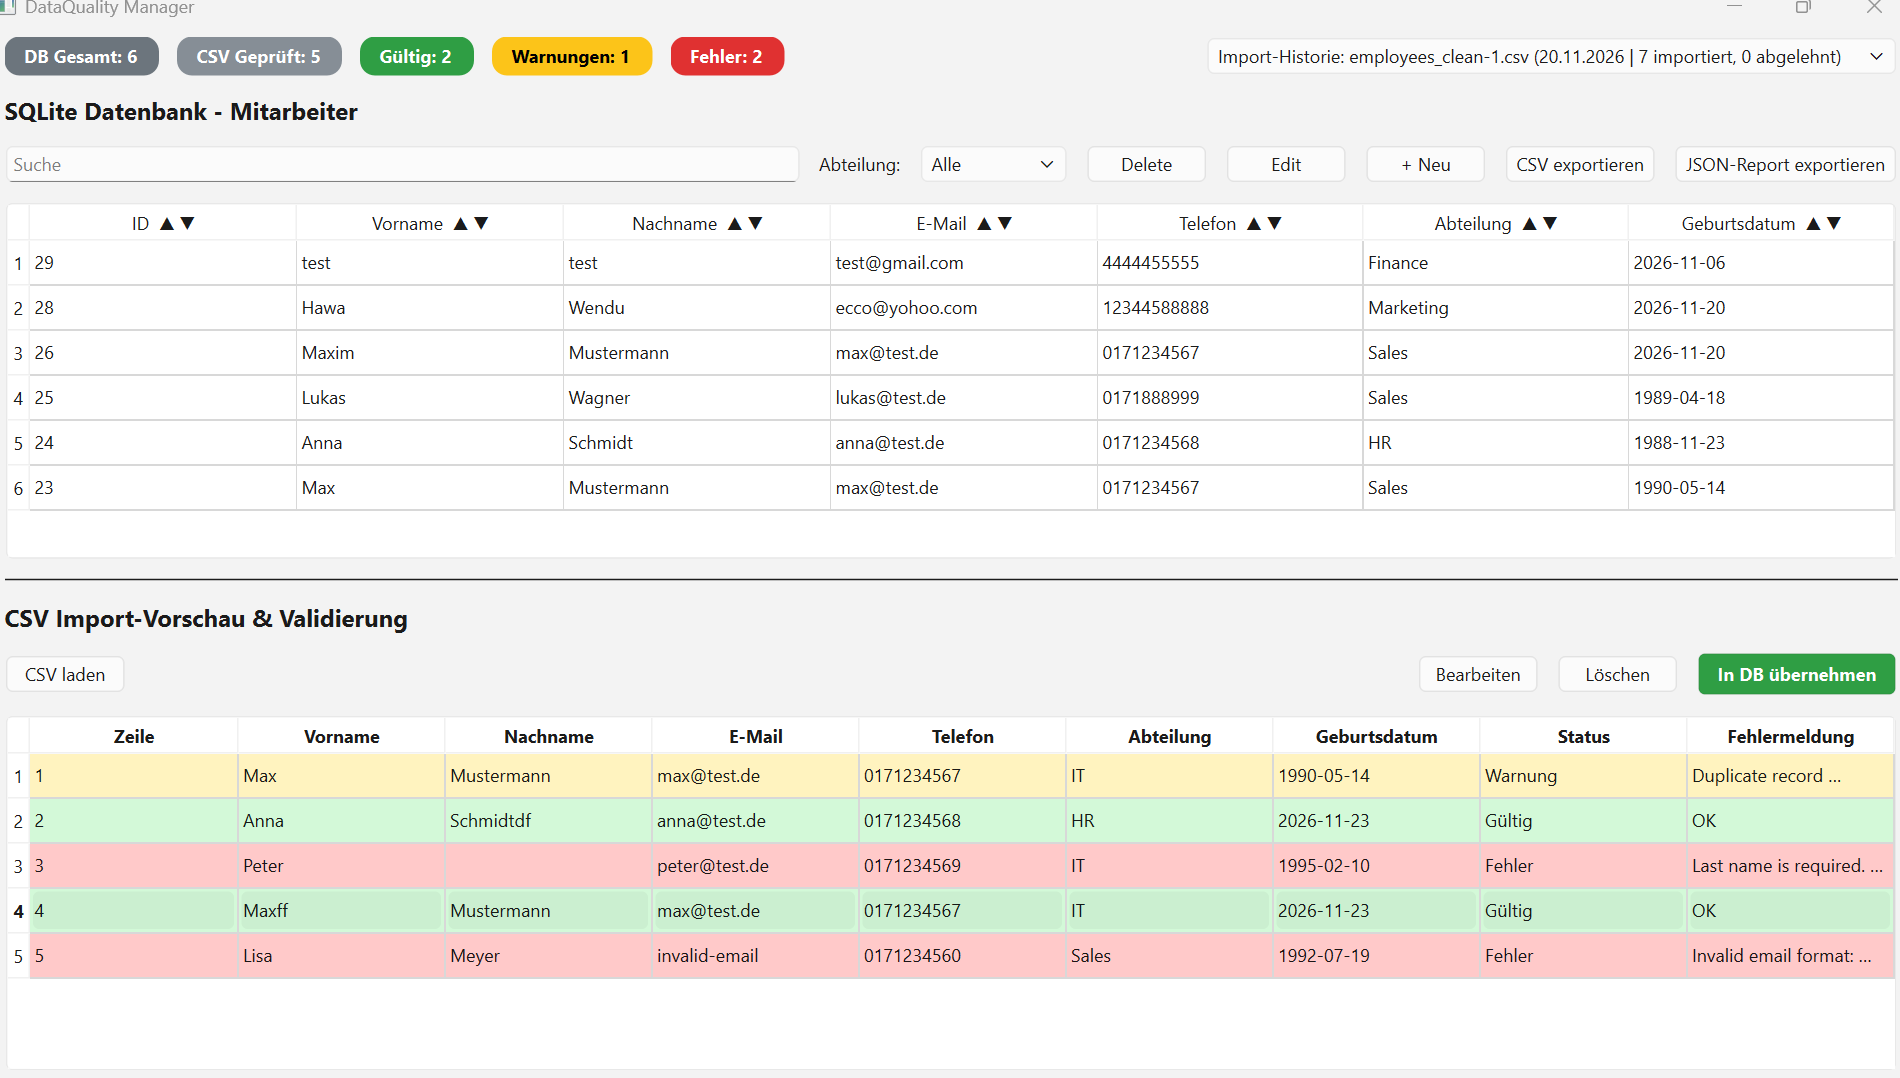 DataQuality Manager
DB Gesamt: 6 CSV Geprüft: 5 Gültig: 2 Warnungen: 1 Fehler: 2 Import-Historie: employees_clean-1.csv (20.11.2026 | 7 importiert, 0 abgelehnt)
SQLite Datenbank - Mitarbeiter
Suche Abteilung: Alle Delete Edit + Neu CSV exportieren JSON-Report exportieren
ID ▲▼ Vorname ▲▼ Nachname ▲▼ E-Mail ▲▼ Telefon ▲▼ Abteilung ▲▼ Geburtsdatum ▲▼
1 29 test test test@gmail.com 4444455555 Finance 2026-11-06
2 28 Hawa Wendu ecco@yohoo.com 12344588888 Marketing 2026-11-20
3 26 Maxim Mustermann max@test.de 0171234567 Sales 2026-11-20
4 25 Lukas Wagner lukas@test.de 0171888999 Sales 1989-04-18
5 24 Anna Schmidt anna@test.de 0171234568 HR 1988-11-23
6 23 Max Mustermann max@test.de 0171234567 Sales 1990-05-14
CSV Import-Vorschau & Validierung
CSV laden Bearbeiten Löschen In DB übernehmen
Zeile Vorname Nachname E-Mail Telefon Abteilung Geburtsdatum Status Fehlermeldung
1 1 Max Mustermann max@test.de 0171234567 IT 1990-05-14 Warnung Duplicate record ...
2 2 Anna Schmidtdf anna@test.de 0171234568 HR 2026-11-23 Gültig OK
3 3 Peter peter@test.de 0171234569 IT 1995-02-10 Fehler Last name is required. ...
4 4 Maxff Mustermann max@test.de 0171234567 IT 2026-11-23 Gültig OK
5 5 Lisa Meyer invalid-email 0171234560 Sales 1992-07-19 Fehler Invalid email format: ...